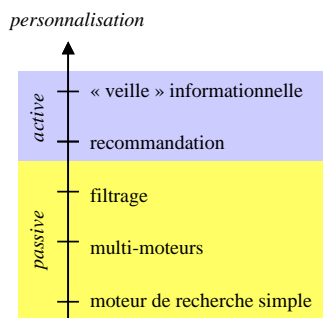 personnalisation
active
« veille » informationnelle
recommandation
passive
filtrage
multi-moteurs
moteur de recherche simple